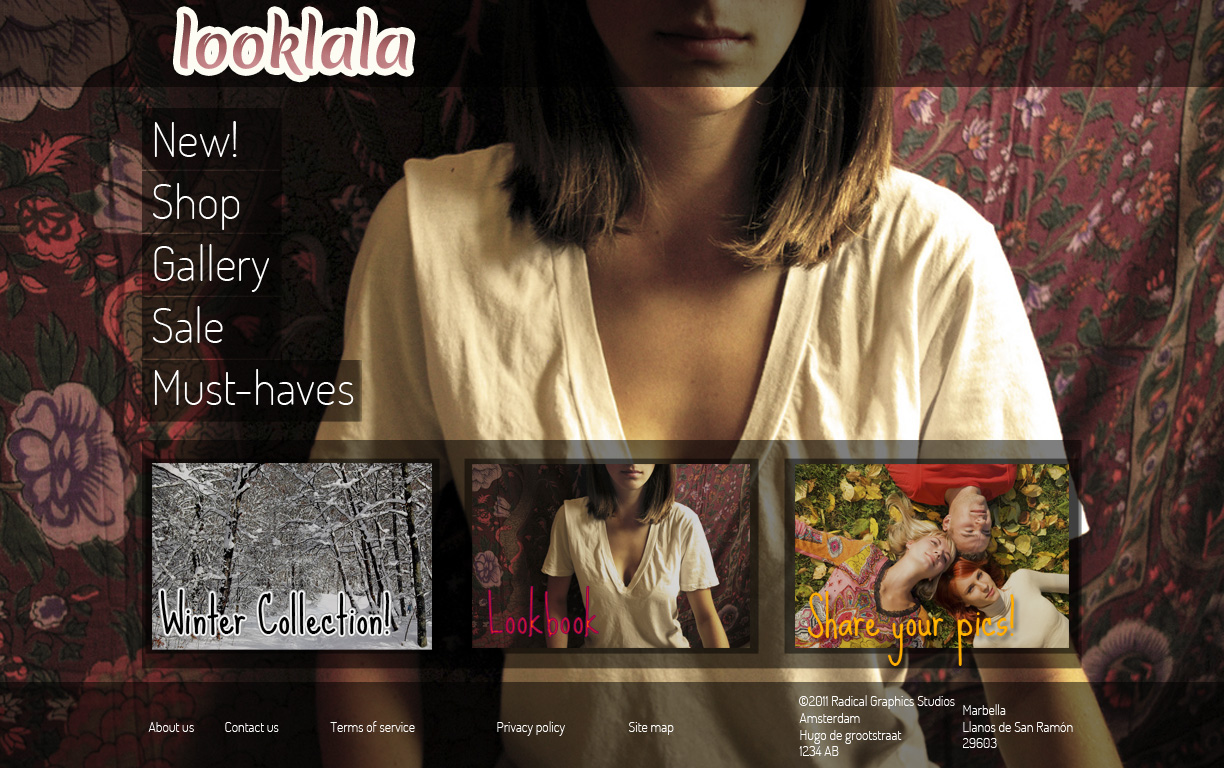 looklala
New!
Shop
Gallery
Sale
Must-haves
Winter Collection!
Lookbook
Share your pics!
About us
Contact us
Terms of service
Privacy policy
Site map
©2011 Radical Graphics Studios
Amsterdam
Hugo de grootstraat
1234 AB
Marbella
Llanos de San Ramón
29603